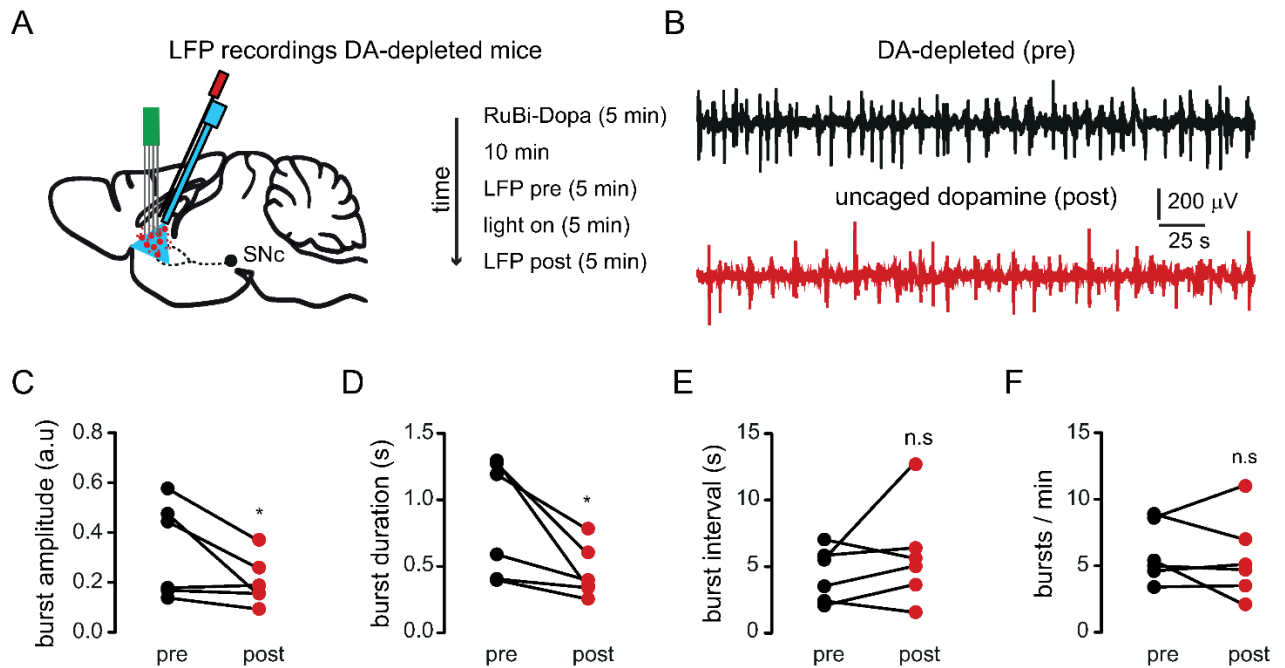 A
LFP recordings DA-depleted mice
RuBi-Dopa (5 min)
10 min
LFP pre (5 min)
light on (5 min)
LFP post (5 min)
time
SNc
B
DA-depleted (pre)
uncaged dopamine (post)
200 μV
25 s
C
burst amplitude (a.u)
0.8
0.6
0.4
0.2
0.0
*
pre post
D
burst duration (s)
1.5
1.0
0.5
0.0
*
pre post
E
burst interval (s)
15
10
5
0
n.s
pre post
F
bursts / min
15
10
5
0
n.s
pre post